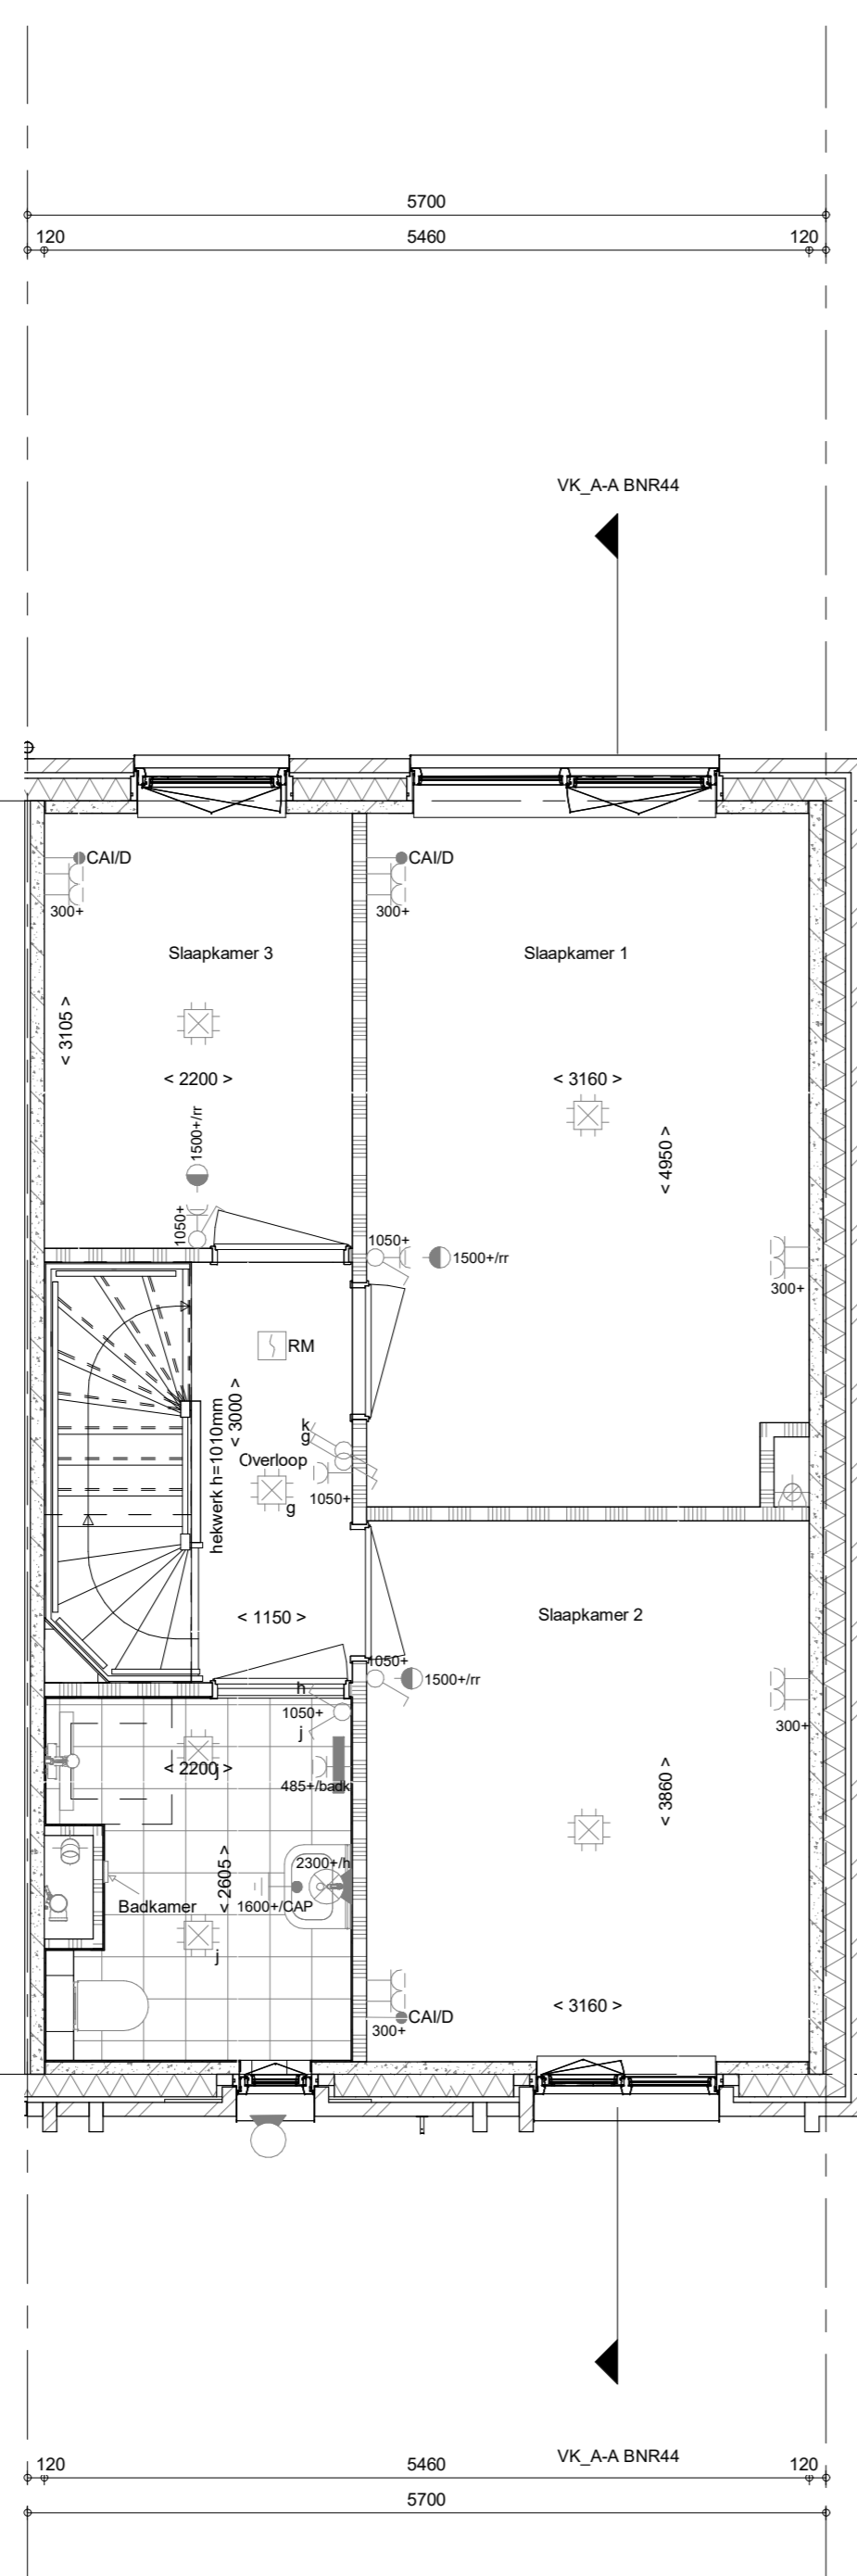 5700
120 5460 120
VK_A-A BNR44
CAI/D CAI/D
300+ 300+
Slaapkamer 3 Slaapkamer 1
< 3105 >
< 2200 > < 3160 >
1500+/rr
< 4950 >
1050+
1050+
1500+/rr
300+
RM
< 3000 >
hekwerk h=1010mm
k
g
Overloop
1050+
g
< 1150 >
Slaapkamer 2
1050+
1500+/rr
h
1050+
j
300+
< 2200 >
j
485+/badk
< 3860 >
2300+/h
< 2605 >
Badkamer
1600+/CAP
j
< 3160 >
CAI/D
300+
VK_A-A BNR44
120 5460 120
5700